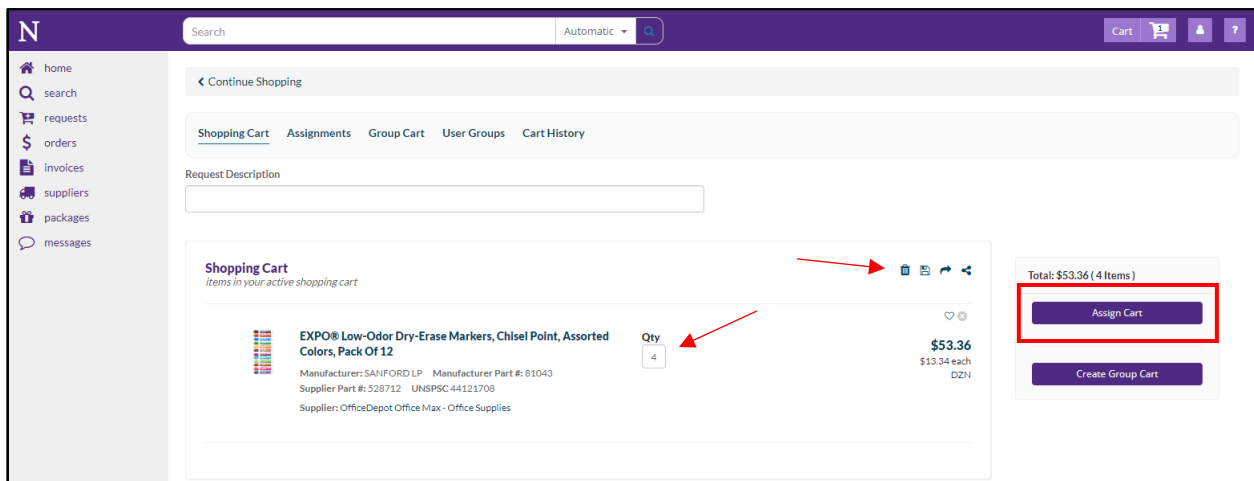 N
Search
Automatic
Cart 1
?
home
search
requests
$ orders
invoices
suppliers
packages
messages
Continue Shopping
Shopping Cart Assignments Group Cart User Groups Cart History
Request Description
Shopping Cart
items in your active shopping cart
EXPO® Low-Odor Dry-Erase Markers, Chisel Point, Assorted
Colors, Pack Of 12
Manufacturer: SANFORD LP Manufacturer Part #: 81043
Supplier Part #: 528712 UNSPSC 44121708
Supplier: OfficeDepot Office Max - Office Supplies
Qty
4
$53.36
$13.34 each
DZN
Total: $53.36 ( 4 Items )
Assign Cart
Create Group Cart